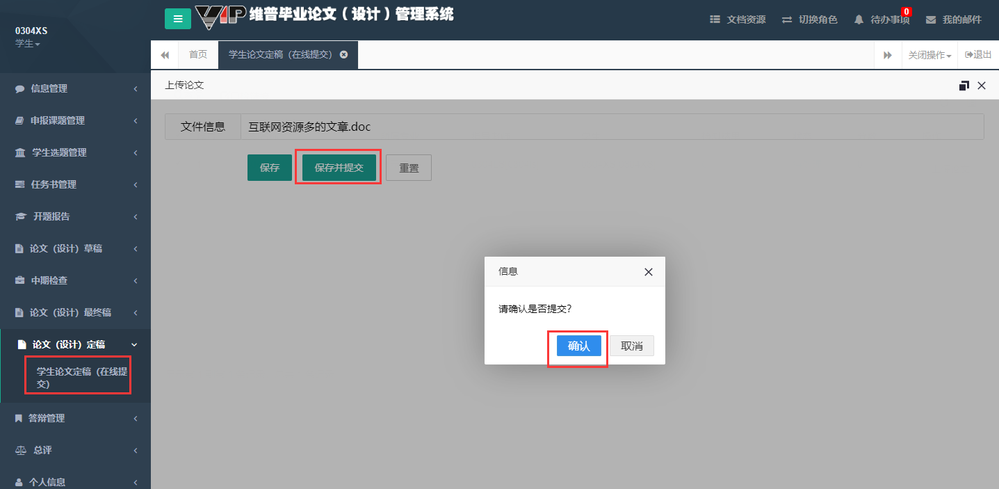 0304XS
学生
VIP 维普毕业论文（设计）管理系统
文档资源
切换角色
待办事项
0
我的邮件
首页
学生论文定稿（在线提交）
关闭操作
退出
上传论文
文件信息
互联网资源多的文章.doc
保存
保存并提交
重置
信息
请确认是否提交?
确认
取消
信息管理
申报课题管理
学生选题管理
任务书管理
开题报告
论文（设计）草稿
中期检查
论文（设计）最终稿
论文（设计）定稿
学生论文定稿（在线提
交）
答辩管理
总评
个人信息